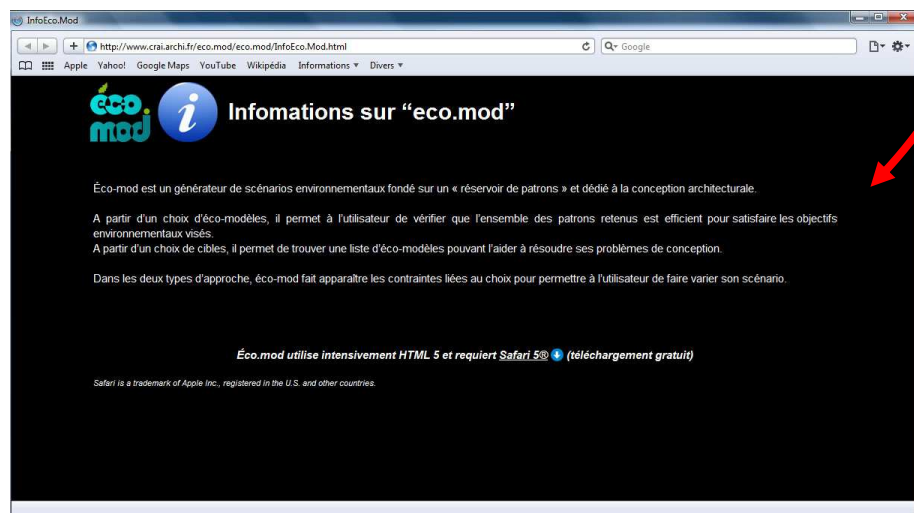 InfoEco.Mod
http://www.crai.archi.fr/eco.mod/eco.mod/InfoEco.Mod.html
Google
Apple Yahoo! Google Maps YouTube Wikipédia Informations Divers
éco.
mod
i
Infomations sur “eco.mod”
Éco-mod est un générateur de scénarios environnementaux fondé sur un « réservoir de patrons » et dédié à la conception architecturale.
A partir d’un choix d’éco-modèles, il permet à l’utilisateur de vérifier que l’ensemble des patrons retenus est efficient pour satisfaire les objectifs
environnementaux visés.
A partir d’un choix de cibles, il permet de trouver une liste d’éco-modèles pouvant l’aider à résoudre ses problèmes de conception.
Dans les deux types d’approche, éco-mod fait apparaître les contraintes liées au choix pour permettre à l’utilisateur de faire varier son scénario.
Éco.mod utilise intensivement HTML 5 et requiert Safari 5® (téléchargement gratuit)
Safari is a trademark of Apple Inc., registered in the U.S. and other countries.